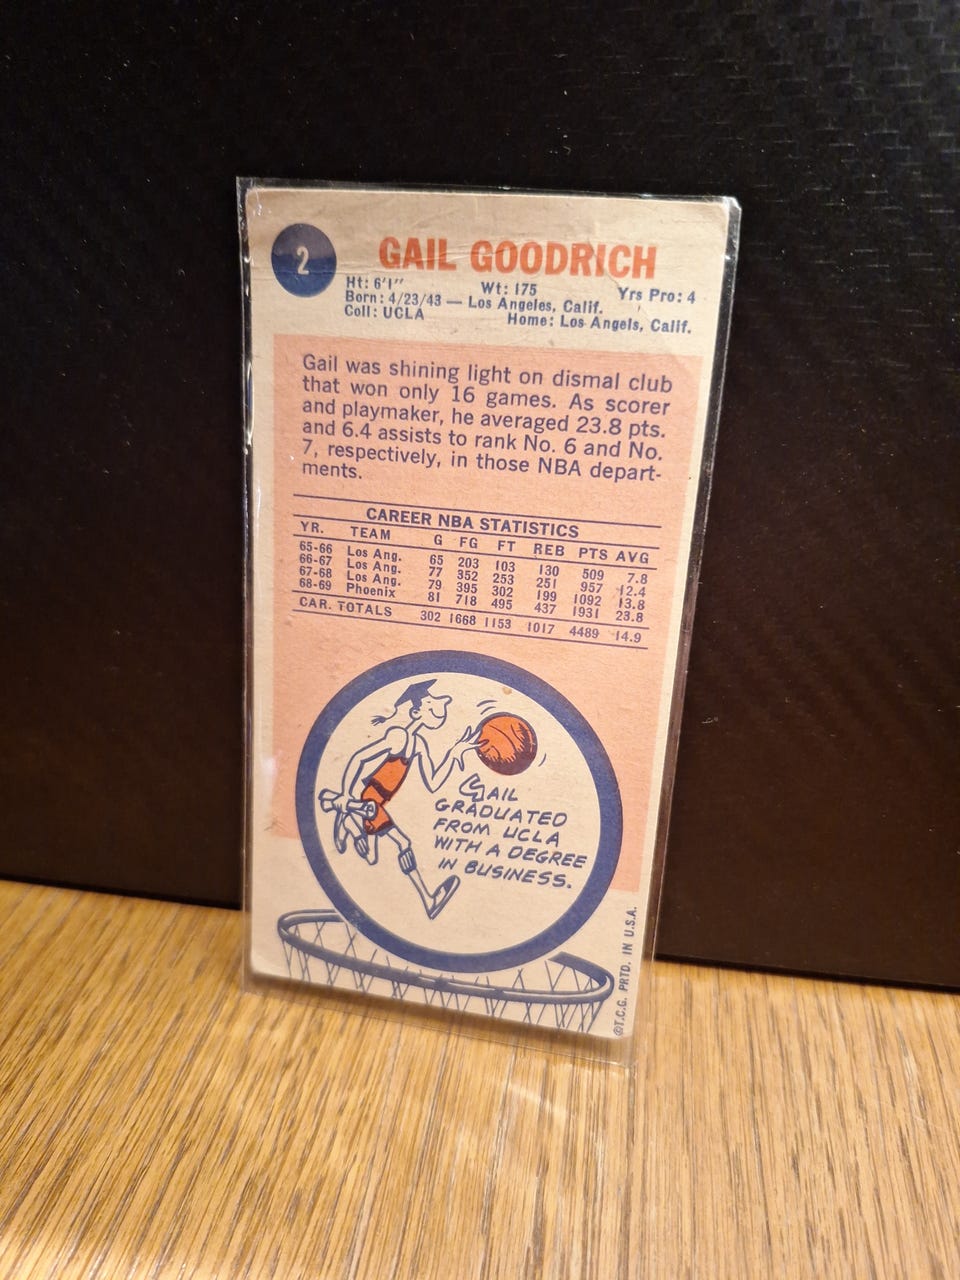 2
GAIL GOODRICH
Ht: 6'1" Wt: 175 Yrs Pro: 4
Born: 4/23/43 — Los Angeles, Calif.
Coll: UCLA Home: Los Angels, Calif.
Gail was shining light on dismal club
that won only 16 games. As scorer
and playmaker, he averaged 23.8 pts.
and 6.4 assists to rank No. 6 and No.
7, respectively, in those NBA depart-
ments.
CAREER NBA STATISTICS
YR. TEAM G FG FT REB PTS AVG
65-66 Los Ang. 65 203 103 130 509 7.8
66-67 Los Ang. 77 352 253 251 957 12.4
67-68 Los Ang. 79 395 302 199 1092 13.8
68-69 Phoenix 81 718 495 437 1931 23.8
CAR. TOTALS 302 1668 1153 1017 4489 14.9
GAIL
GRADUATED
FROM UCLA
WITH A DEGREE
IN BUSINESS.
©T.C.G. PRTD. IN U.S.A.